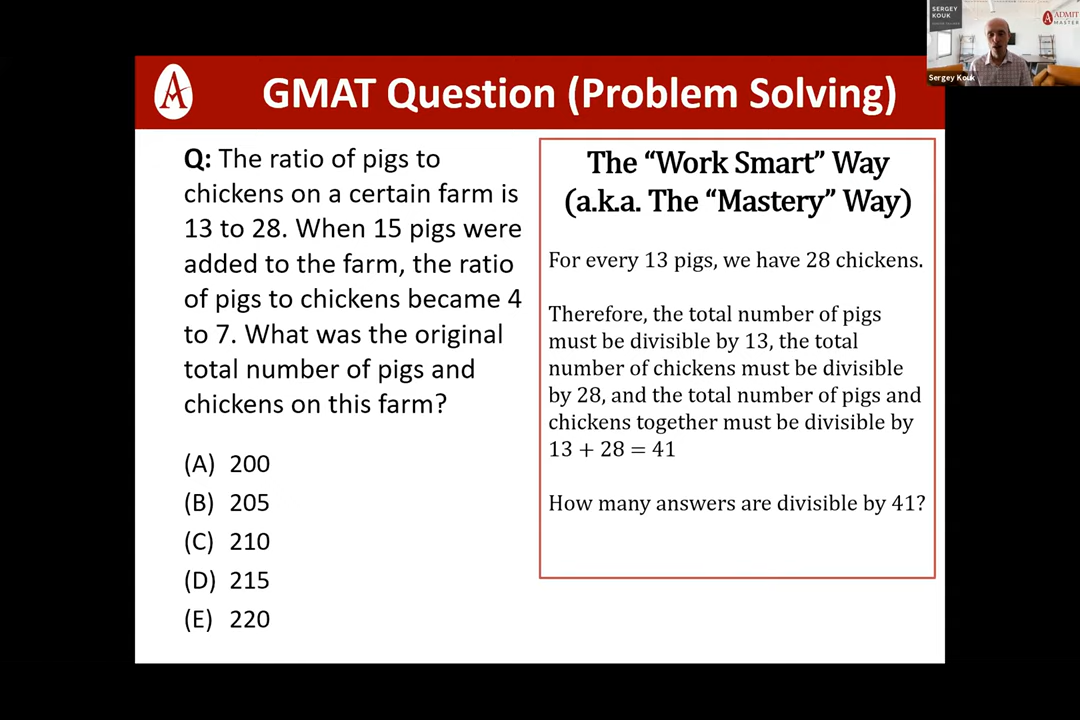 SERGEY
KOUK
ADMIT
MASTER
Sergey Kouk
GMAT Question (Problem Solving)
Q: The ratio of pigs to
chickens on a certain farm is
13 to 28. When 15 pigs were
added to the farm, the ratio
of pigs to chickens became 4
to 7. What was the original
total number of pigs and
chickens on this farm?
(A) 200
(B) 205
(C) 210
(D) 215
(E) 220
The “Work Smart” Way
(a.k.a. The “Mastery” Way)
For every 13 pigs, we have 28 chickens.
Therefore, the total number of pigs
must be divisible by 13, the total
number of chickens must be divisible
by 28, and the total number of pigs and
chickens together must be divisible by
13 + 28 = 41
How many answers are divisible by 41?